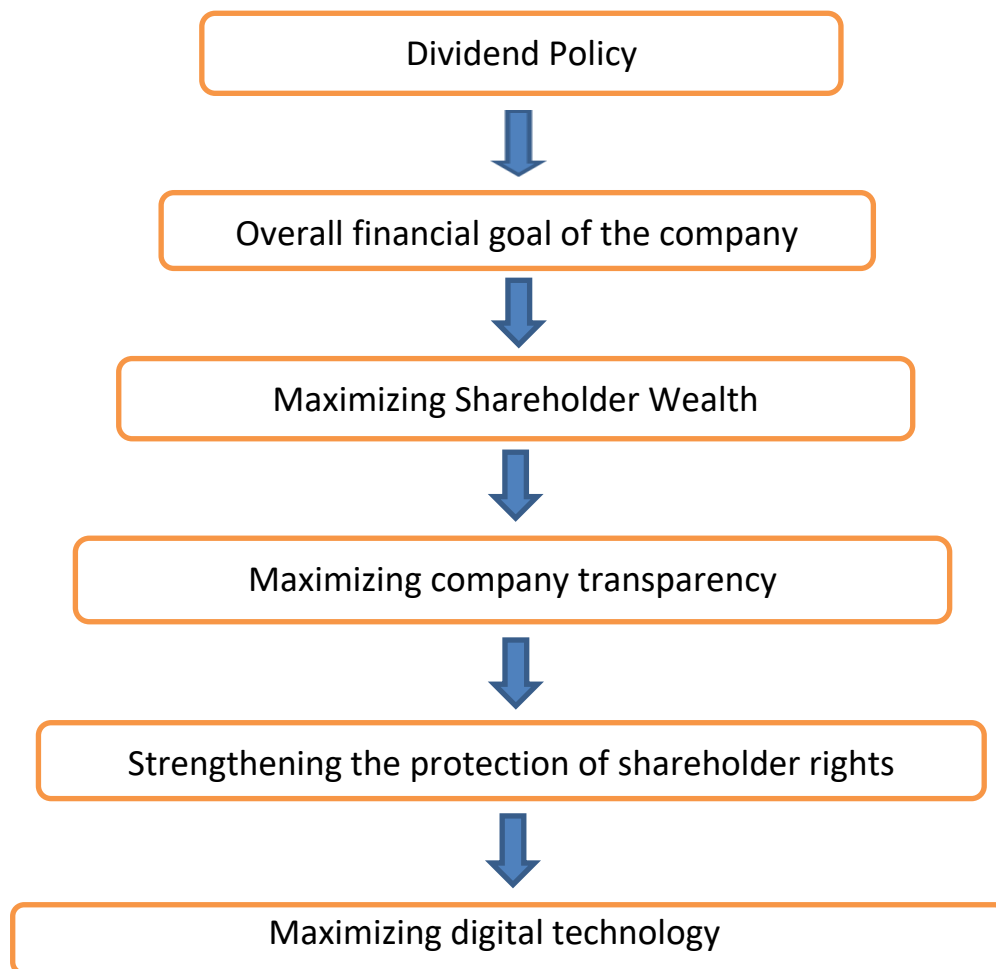 Dividend Policy
Overall financial goal of the company
Maximizing Shareholder Wealth
Maximizing company transparency
Strengthening the protection of shareholder rights
Maximizing digital technology